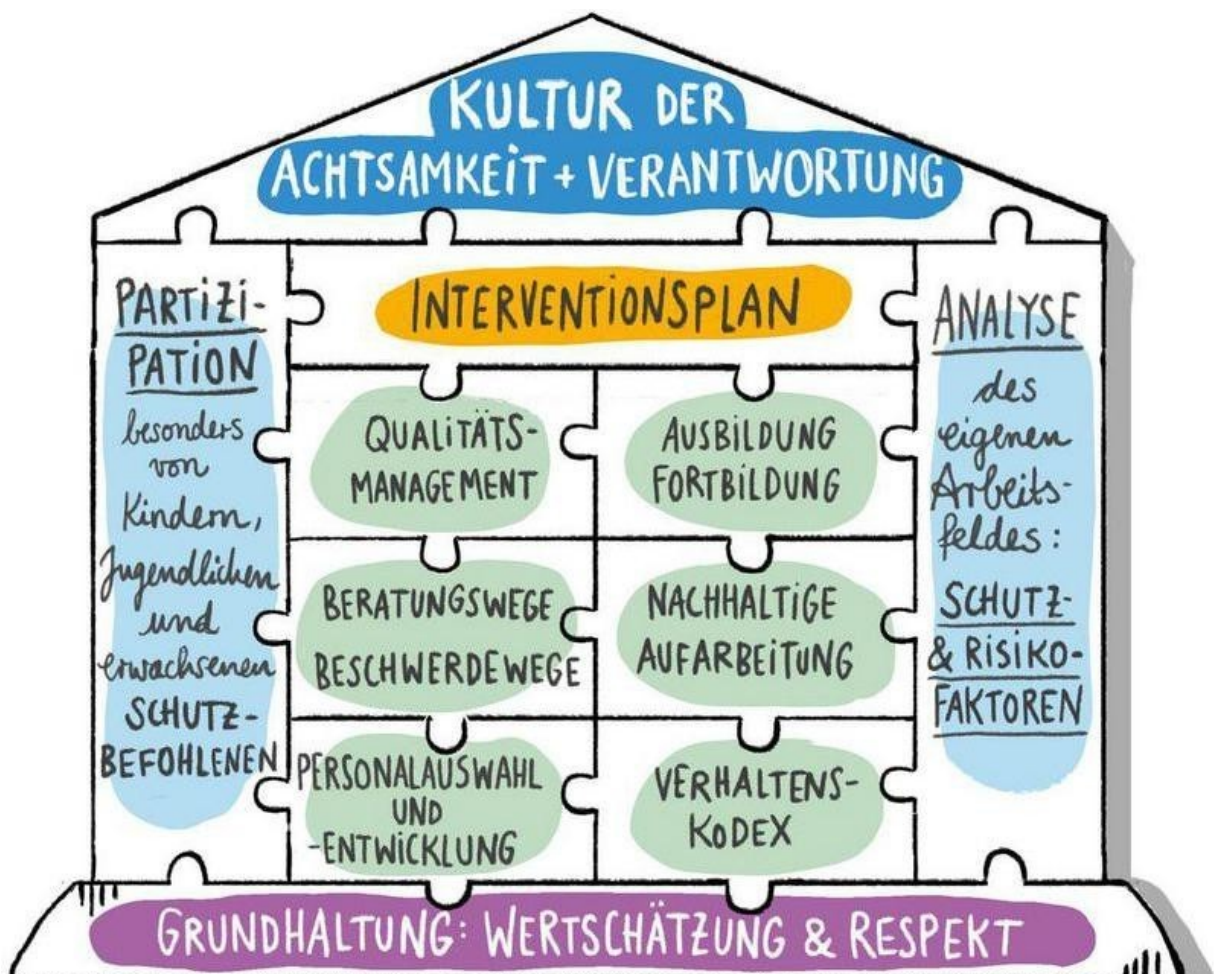 KULTUR DER
ACHTSAMKEIT + VERANTWORTUNG
PARTIZI-
PATION
besonders
von
Kindern,
Jugendlichen
und
erwachsenen
SCHUTZ-
BEFOHLENEN
INTERVENTIONSPLAN
QUALITÄTS-
MANAGEMENT
AUSBILDUNG
FORTBILDUNG
BERATUNGSWEGE
BESCHWERDEWEGE
NACHHALTIGE
AUFARBEITUNG
PERSONALAUSWAHL
UND
-ENTWICKLUNG
VERHALTENS-
KODEX
ANALYSE
des
eigenen
Arbeits-
feldes:
SCHUTZ-
& RISIKO-
FAKTOREN
GRUNDHALTUNG: WERTSCHÄTZUNG & RESPEKT